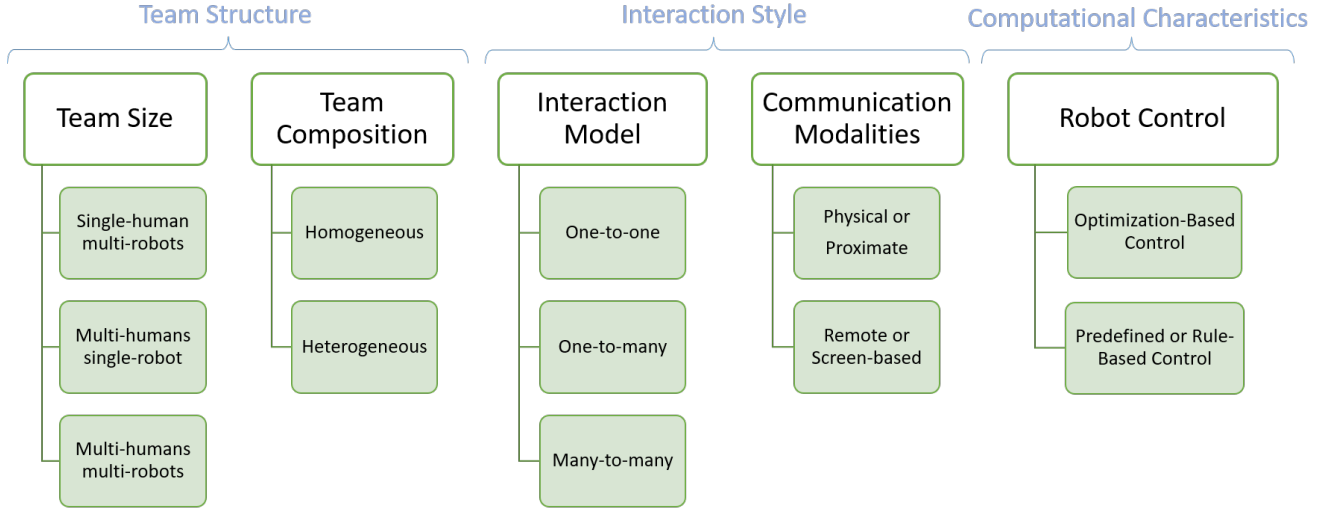 Team Structure
Interaction Style
Computational Characteristics
Team Size
Team
Composition
Interaction
Model
Communication
Modalities
Robot Control
Single-human
multi-robots
Multi-humans
single-robot
Multi-humans
multi-robots
Homogeneous
Heterogeneous
One-to-one
One-to-many
Many-to-many
Physical or
Proximate
Remote or
Screen-based
Optimization-Based
Control
Predefined or Rule-
Based Control